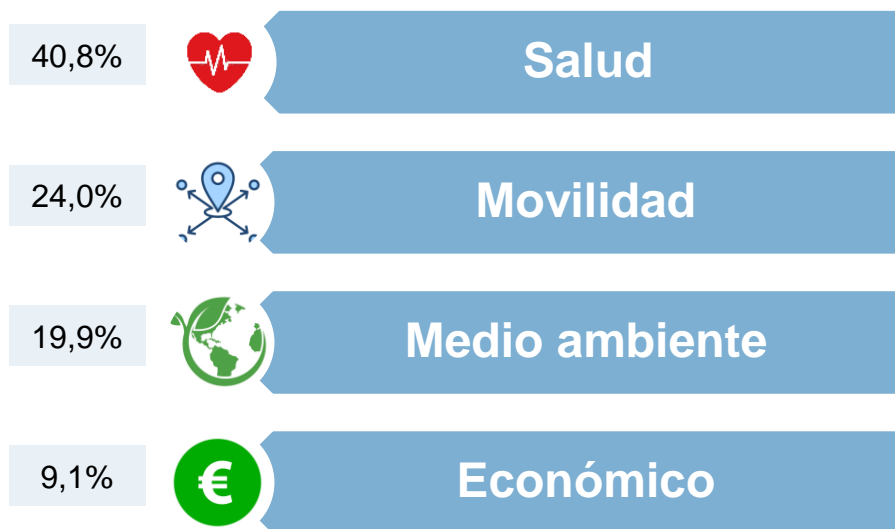 40,8% Salud
24,0% Movilidad
19,9% Medio ambiente
9,1% € Económico